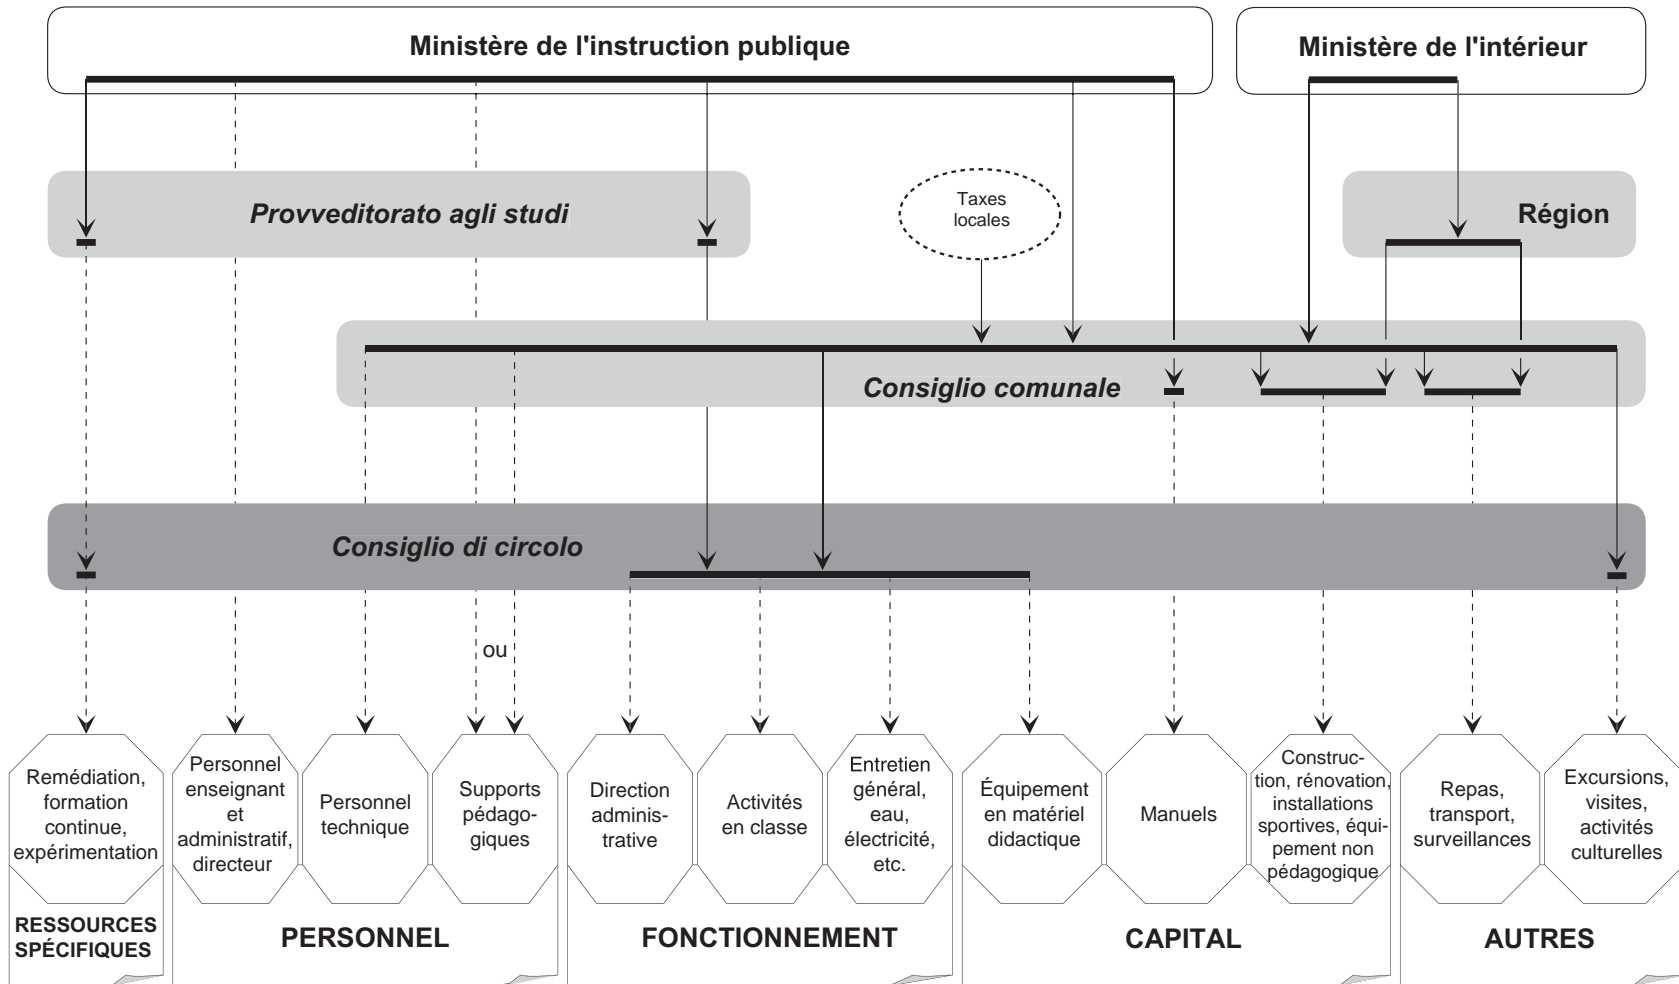 Ministère de l'instruction publique
Ministère de l'intérieur
Provveditorato agli studi
Taxes
locales
Région
Consiglio comunale
Consiglio di circolo
ou
Remédiation,
formation
continue,
expérimentation
Personnel
enseignant
et
administratif,
directeur
Personnel
technique
Supports
pédago-
giques
Direction
adminis-
trative
Activités
en classe
Entretien
général,
eau,
électricité,
etc.
Équipement
en matériel
didactique
Manuels
Construc-
tion, rénovation,
installations
sportives, équi-
pement non
pédagogique
Repas,
transport,
surveillances
Excursions,
visites,
activités
culturelles
RESSOURCES
SPÉCIFIQUES
PERSONNEL
FONCTIONNEMENT
CAPITAL
AUTRES